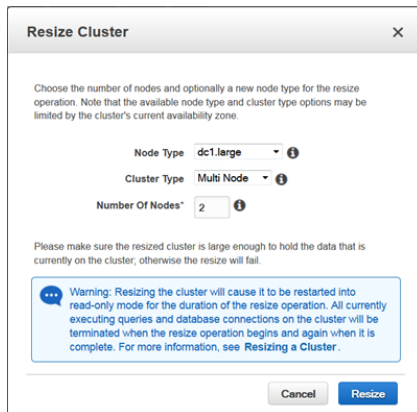 Resize Cluster
Choose the number of nodes and optionally a new node type for the resize
operation. Note that the available node type and cluster type options may be
limited by the cluster's current availability zone.
Node Type dc1.large
Cluster Type Multi Node
Number Of Nodes* 2
Please make sure the resized cluster is large enough to hold the data that is
currently on the cluster; otherwise the resize will fail.
Warning: Resizing the cluster will cause it to be restarted into
read-only mode for the duration of the resize operation. All currently
executing queries and database connections on the cluster will be
terminated when the resize operation begins and again when it is
complete. For more information, see Resizing a Cluster.
Cancel Resize